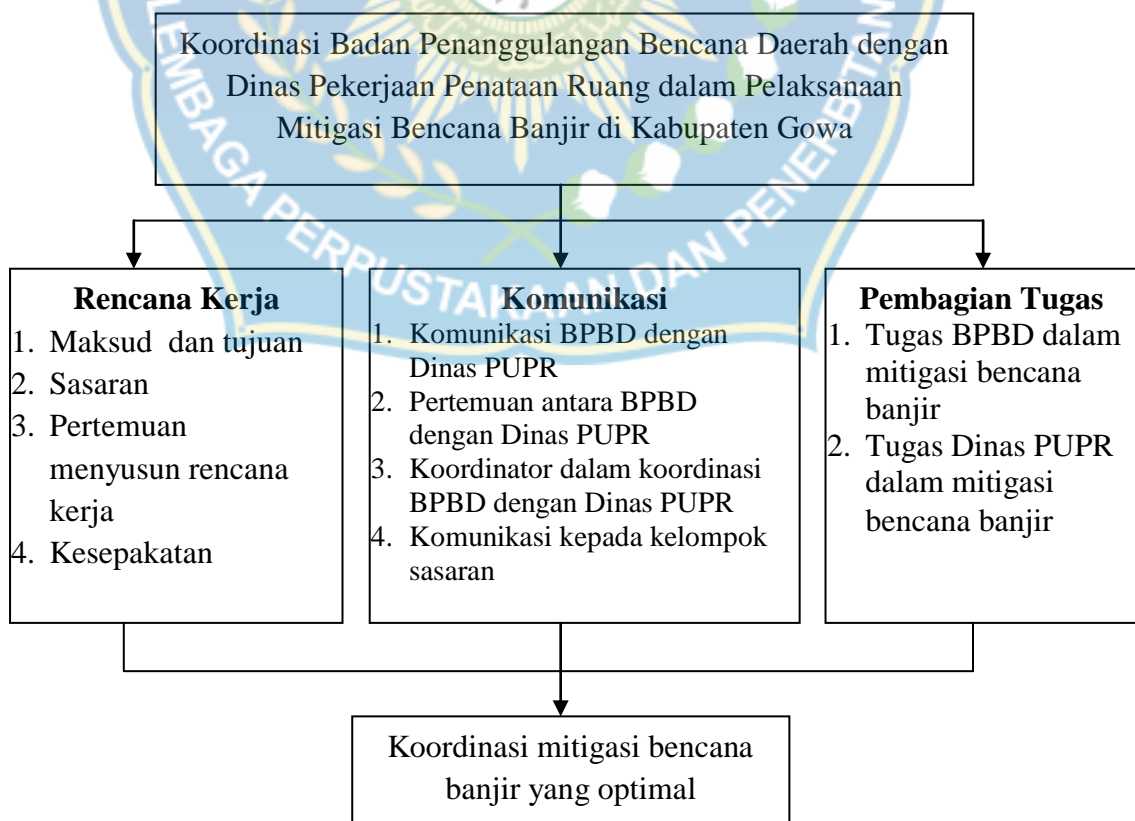 Koordinasi Badan Penanggulangan Bencana Daerah dengan
Dinas Pekerjaan Penataan Ruang dalam Pelaksanaan
Mitigasi Bencana Banjir di Kabupaten Gowa
LEMBAGA PERPUSTAKAAN DAN PENERBITAN
Rencana Kerja
1. Maksud dan tujuan
2. Sasaran
3. Pertemuan
menyusun rencana
kerja
4. Kesepakatan
Komunikasi
1. Komunikasi BPBD dengan
Dinas PUPR
2. Pertemuan antara BPBD
dengan Dinas PUPR
3. Koordinator dalam koordinasi
BPBD dengan Dinas PUPR
4. Komunikasi kepada kelompok
sasaran
Pembagian Tugas
1. Tugas BPBD dalam
mitigasi bencana
banjir
2. Tugas Dinas PUPR
dalam mitigasi
bencana banjir
Koordinasi mitigasi bencana
banjir yang optimal